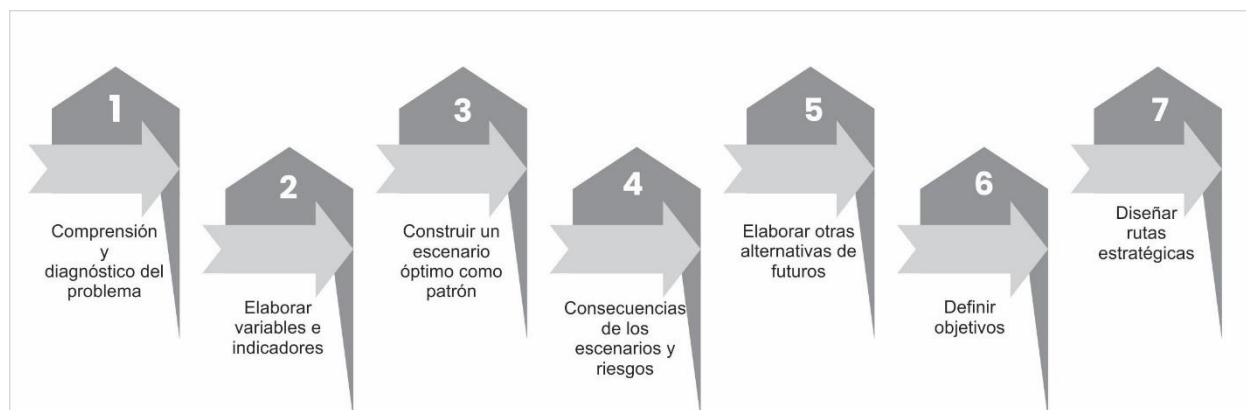 1
Comprensión
y
diagnóstico del
problema
2
Elaborar
variables e
indicadores
3
Construir un
escenario
óptimo como
patrón
4
Consecuencias
de los
escenarios y
riesgos
5
Elaborar otras
alternativas de
futuros
6
Definir
objetivos
7
Diseñar
rutas
estratégicas